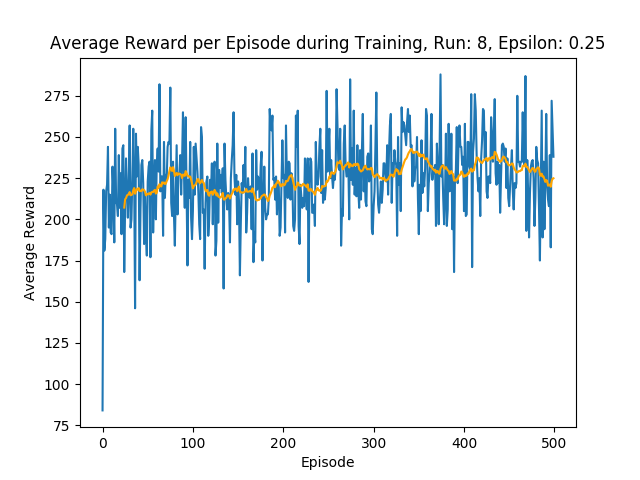 Average Reward per Episode during Training, Run: 8, Epsilon: 0.25
Average Reward
275
250
225
200
175
150
125
100
75
0 100 200 300 400 500
Episode